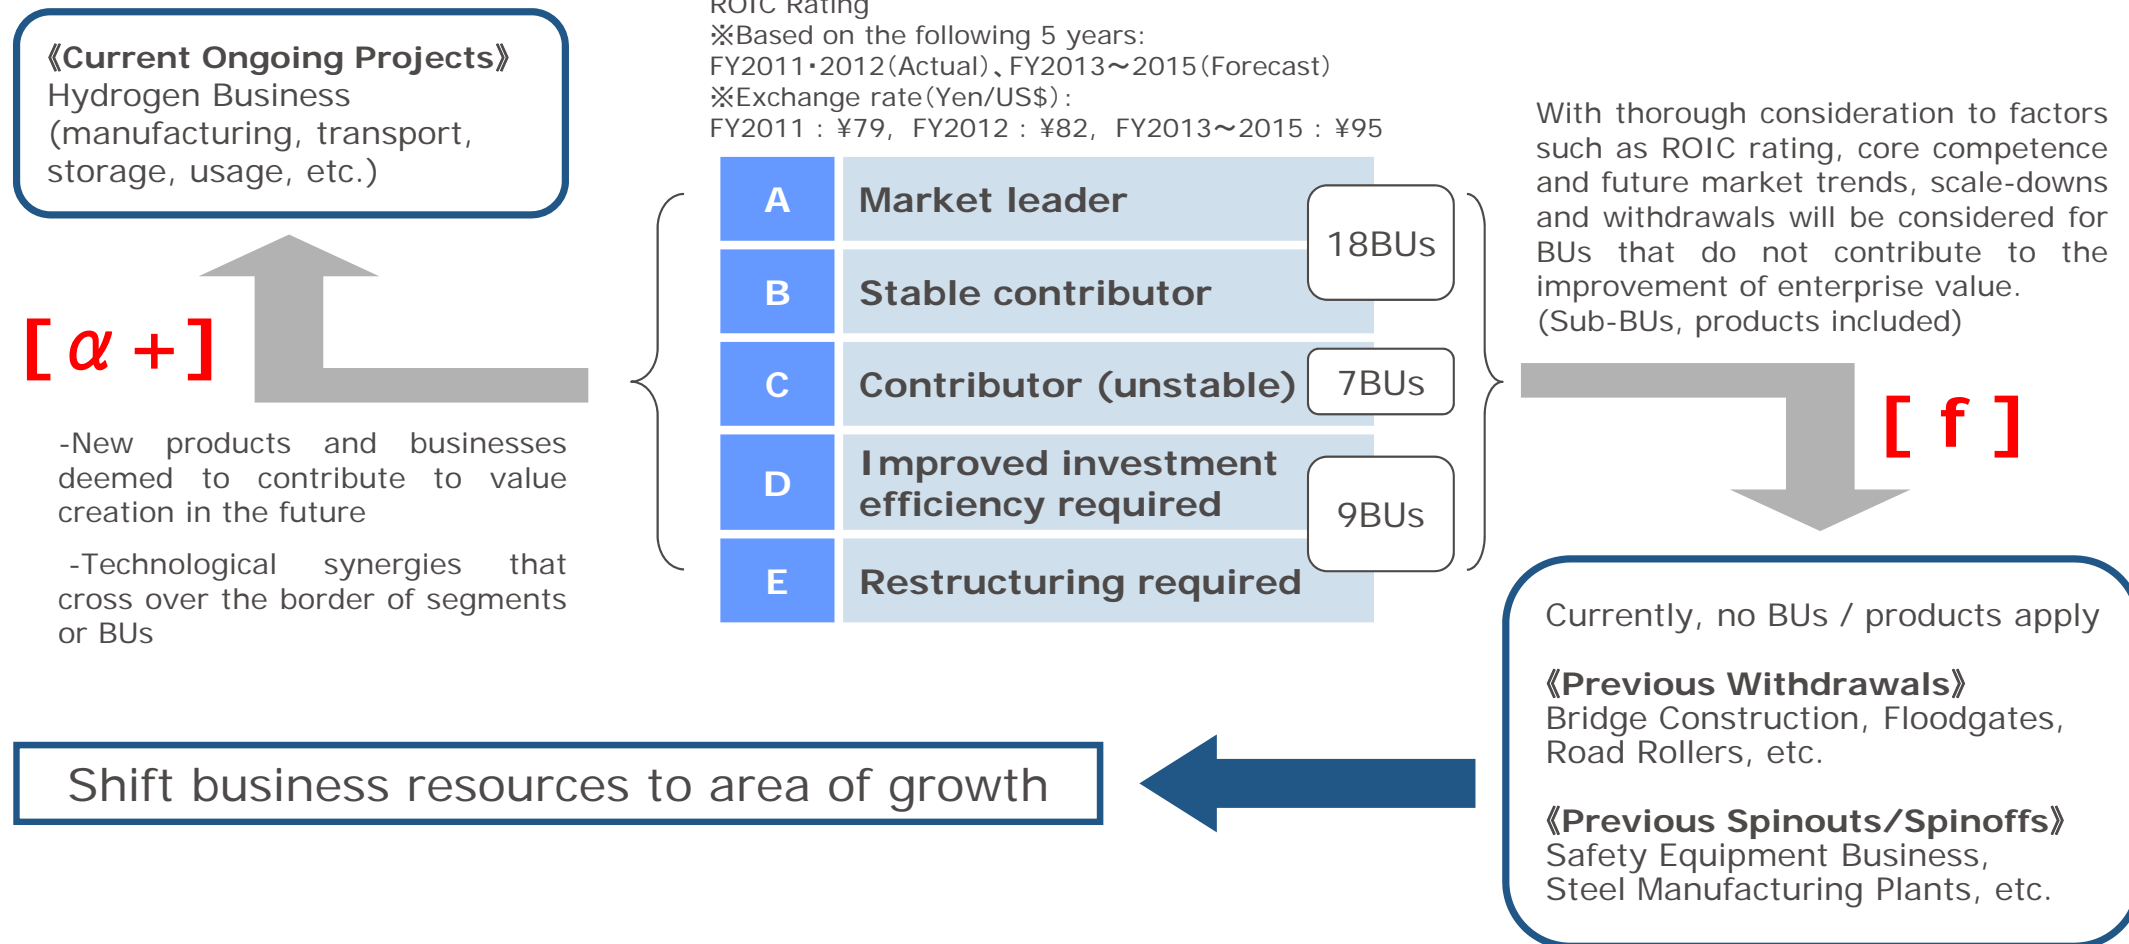 ROIC Rating
※Based on the following 5 years:
FY2011・2012(Actual)、FY2013～2015(Forecast)
※Exchange rate(Yen/US$):
FY2011 : ¥79, FY2012 : ¥82, FY2013～2015 : ¥95
《Current Ongoing Projects》
Hydrogen Business
(manufacturing, transport,
storage, usage, etc.)
[α+]
-New products and businesses
deemed to contribute to value
creation in the future
-Technological synergies that
cross over the border of segments
or BUs
A Market leader
B Stable contributor
18BUs
C Contributor (unstable) 7BUs
D Improved investment
efficiency required
9BUs
E Restructuring required
With thorough consideration to factors
such as ROIC rating, core competence
and future market trends, scale-downs
and withdrawals will be considered for
BUs that do not contribute to the
improvement of enterprise value.
(Sub-BUs, products included)
[ f ]
Currently, no BUs / products apply
《Previous Withdrawals》
Bridge Construction, Floodgates,
Road Rollers, etc.
《Previous Spinouts/Spinoffs》
Safety Equipment Business,
Steel Manufacturing Plants, etc.
Shift business resources to area of growth